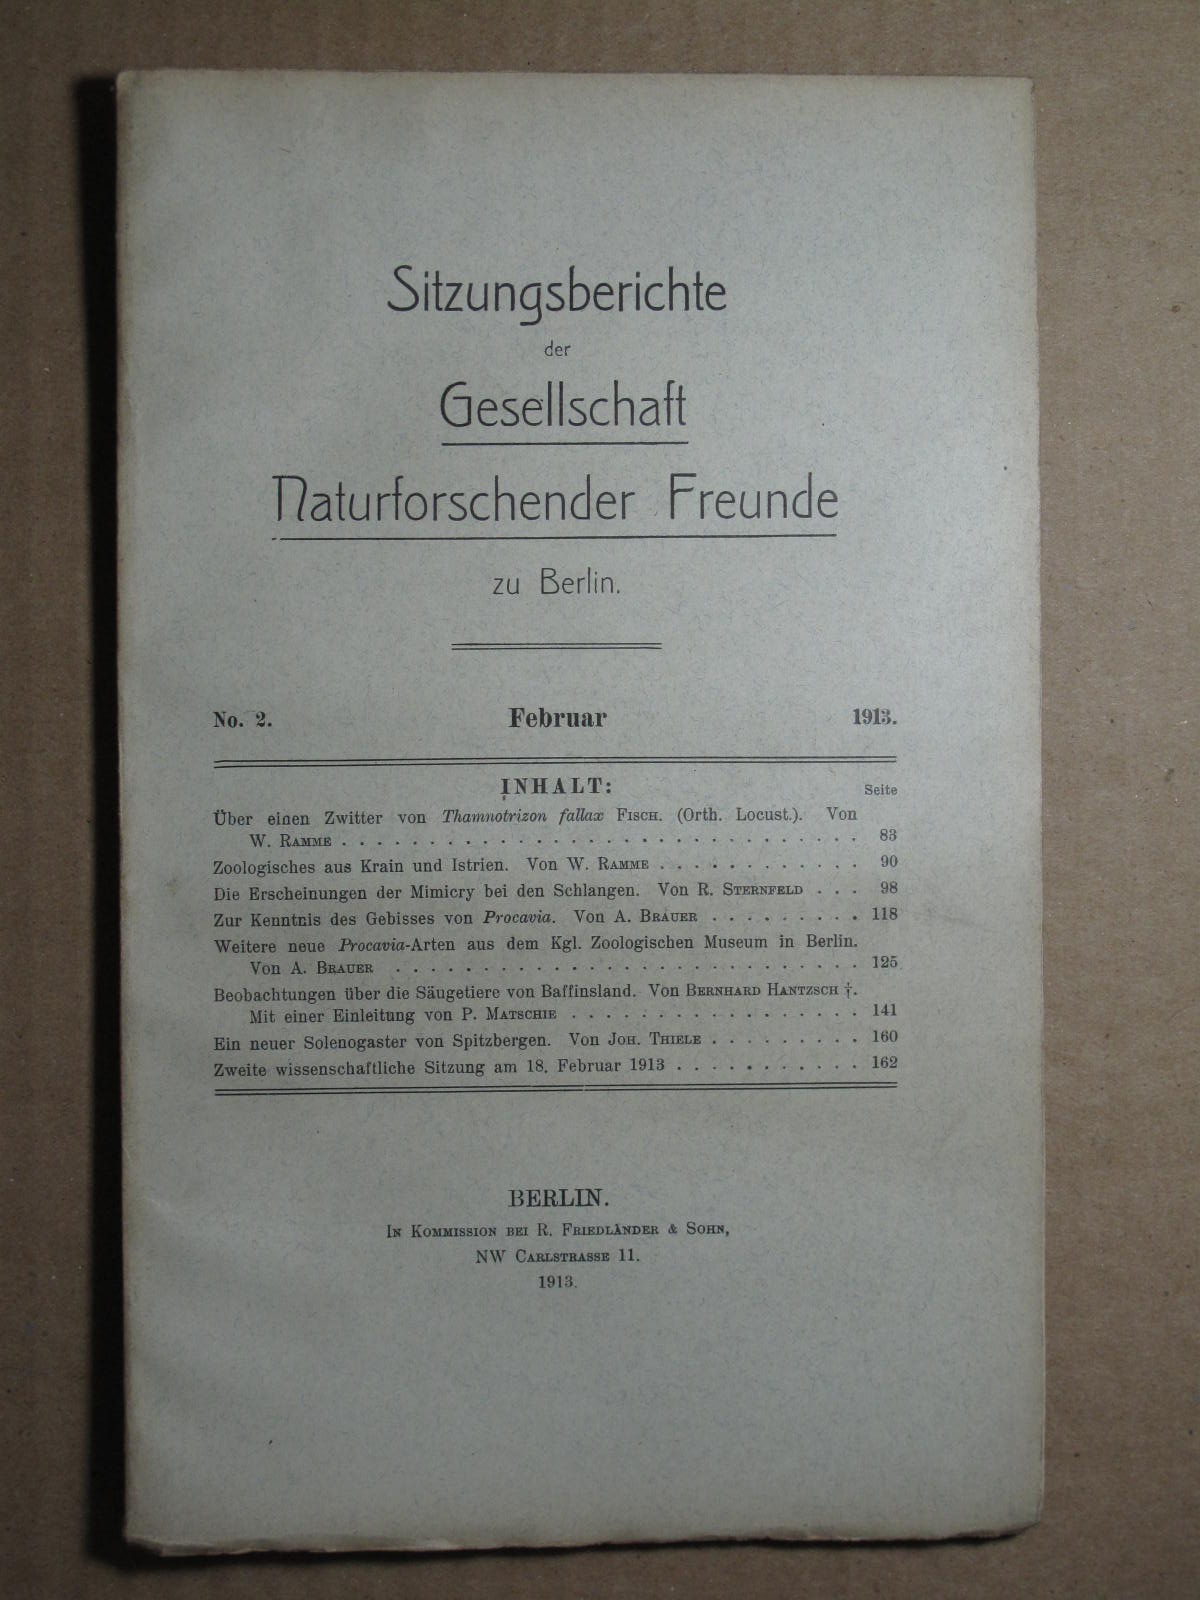 Sitzungsberichte
der
Gesellschaft
Naturforschender Freunde
zu Berlin.
No. 2. Februar 1913.
INHALT:
Seite
Über einen Zwitter von Thamnotrizon fallax FISCH. (Orth. Locust.). Von
W. RAMME . . . . . . . . . . . . . . . . . . . . . . . . . . . . . . 83
Zoologisches aus Krain und Istrien. Von W. RAMME . . . . . . . . . . . 90
Die Erscheinungen der Mimicry bei den Schlangen. Von R. STERNFELD . . . 98
Zur Kenntnis des Gebisses von Procavia. Von A. BRAUER . . . . . . . . . 118
Weitere neue Procavia-Arten aus dem Kgl. Zoologischen Museum in Berlin.
Von A. BRAUER . . . . . . . . . . . . . . . . . . . . . . . . . . . 125
Beobachtungen über die Säugetiere von Baffinsland. Von BERNHARD HANTZSCH †.
Mit einer Einleitung von P. MATSCHIE . . . . . . . . . . . . . . . . . 141
Ein neuer Solenogaster von Spitzbergen. Von JOH. THIELE . . . . . . . . . 160
Zweite wissenschaftliche Sitzung am 18. Februar 1913 . . . . . . . . . . . 162
BERLIN.
IN KOMMISSION BEI R. FRIEDLÄNDER & SOHN,
NW CARLSTRASSE 11.
1913.